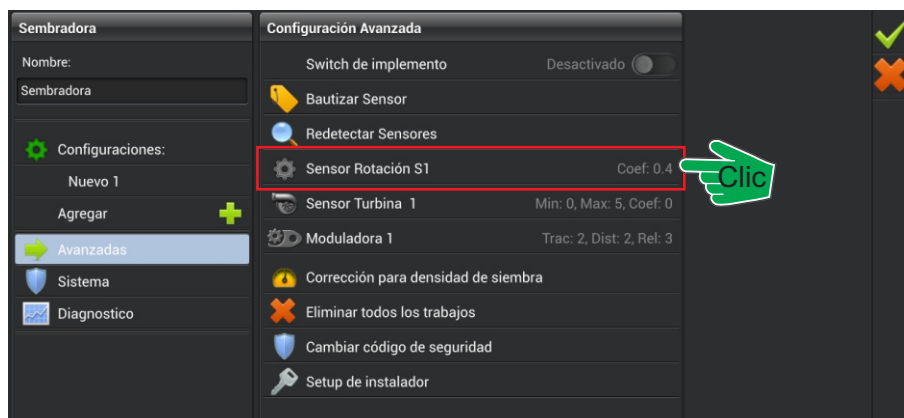 Sembradora
Nombre:
Sembradora
Configuraciones:
Nuevo 1
Agregar
Avanzadas
Sistema
Diagnostico
Configuración Avanzada
Switch de implemento Desactivado
Bautizar Sensor
Redetectar Sensores
Sensor Rotación S1 Coef: 0.4
Sensor Turbina 1 Min: 0, Max: 5, Coef: 0
Moduladora 1 Trac: 2, Dist: 2, Rel: 3
Corrección para densidad de siembra
Eliminar todos los trabajos
Cambiar código de seguridad
Setup de instalador
Clic